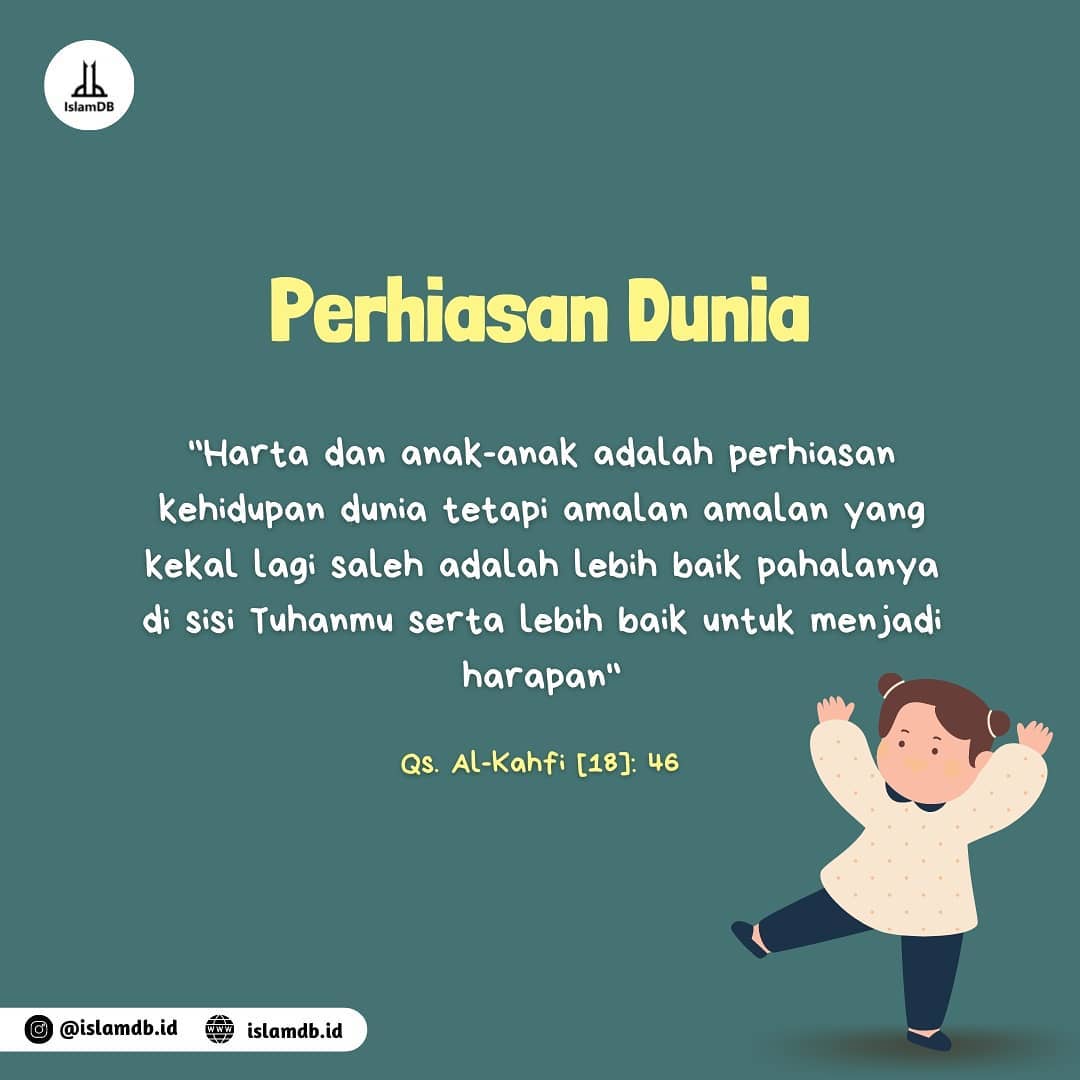 IslamDB
Perhiasan Dunia
"Harta dan anak-anak adalah perhiasan
kehidupan dunia tetapi amalan amalan yang
kekal lagi saleh adalah lebih baik pahalanya
di sisi Tuhanmu serta lebih baik untuk menjadi
harapan"
Qs. Al-Kahfi [18]: 46
@islamdb.id www islamdb.id